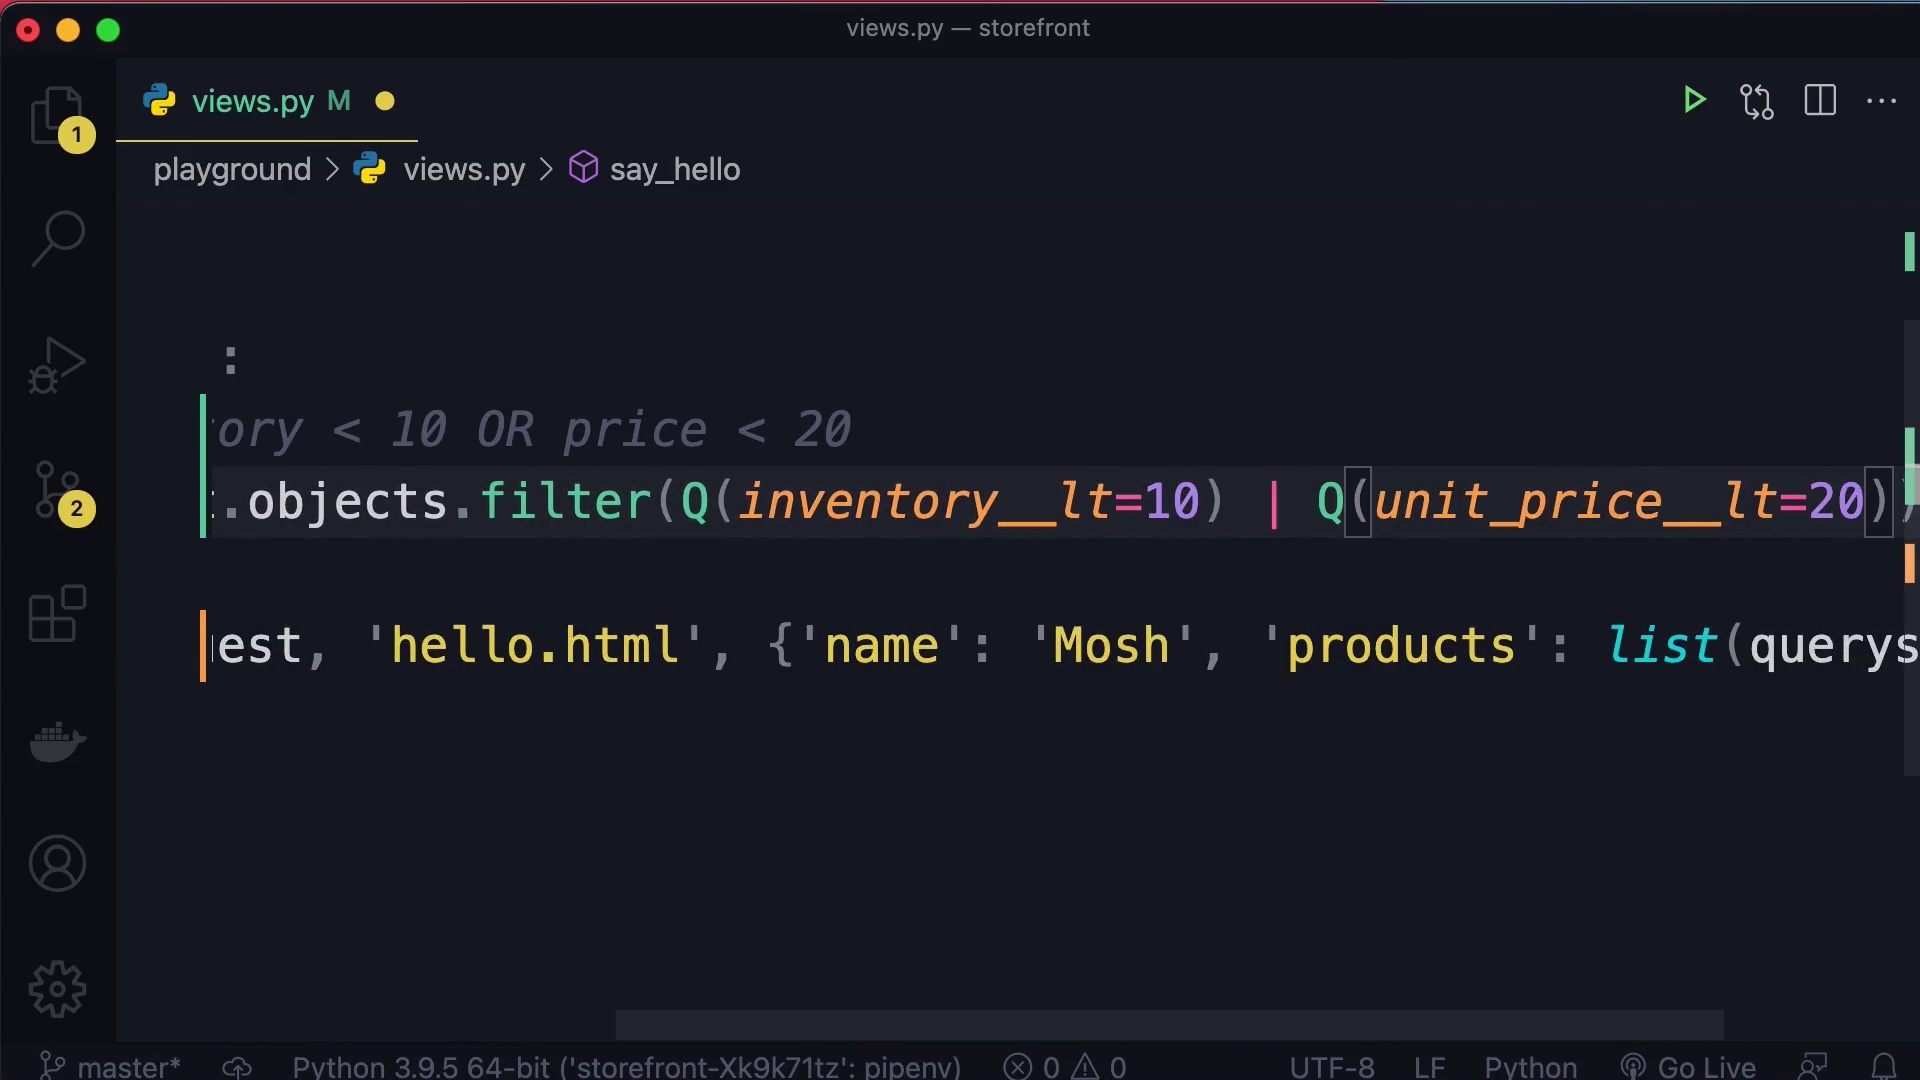 views.py — storefront
views.py M
1
playground > views.py > say_hello
:
ory < 10 OR price < 20
.objects.filter(Q(inventory__lt=10) | Q(unit_price__lt=20))
2
est, 'hello.html', {'name': 'Mosh', 'products': list(querys
master* Python 3.9.5 64-bit ('storefront-Xk9k71tz': pipenv) 0 0 UTF-8 LF Python Go Live